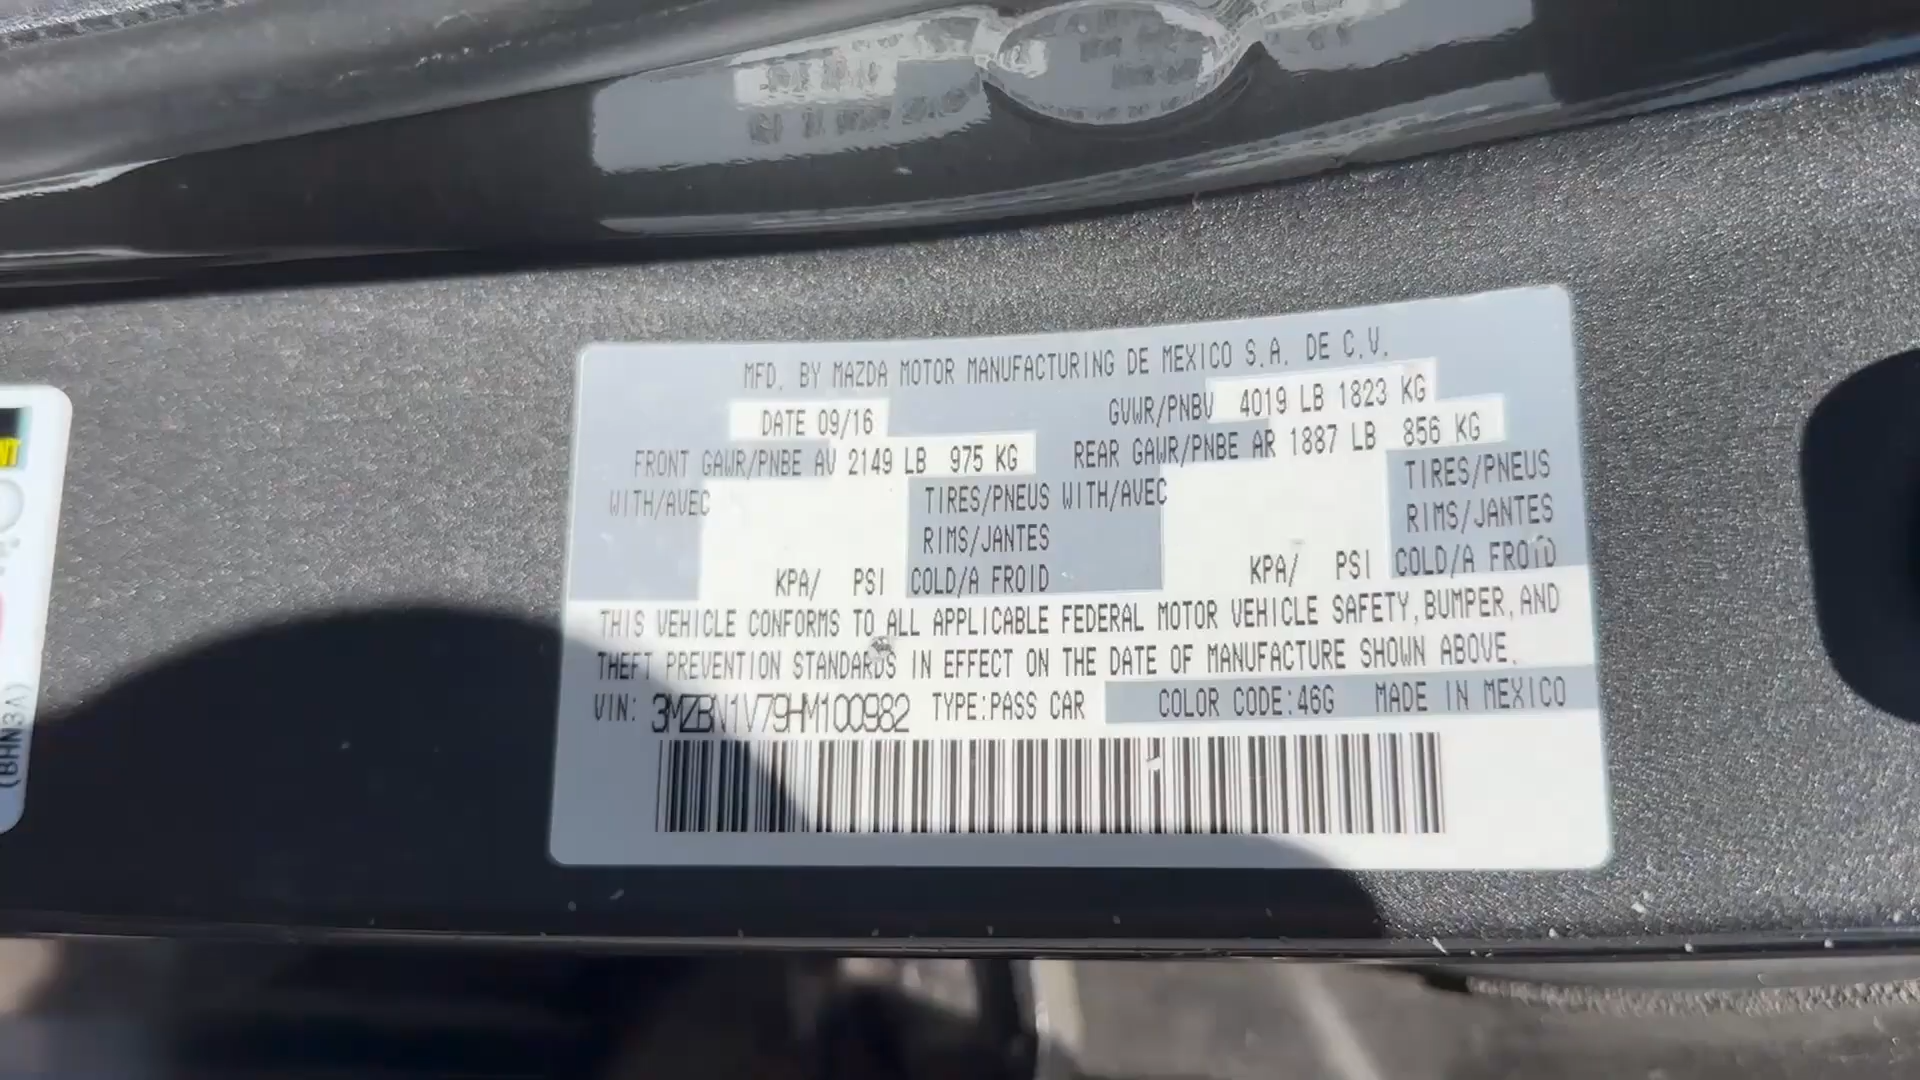 MFD. BY MAZDA MOTOR MANUFACTURING DE MEXICO S.A. DE C.V.
DATE 09/16 GVWR/PNBV 4019 LB 1823 KG
FRONT GAWR/PNBE AV 2149 LB 975 KG REAR GAWR/PNBE AR 1887 LB 856 KG
WITH/AVEC TIRES/PNEUS WITH/AVEC TIRES/PNEUS
RIMS/JANTES RIMS/JANTES
KPA/ PSI COLD/A FROID KPA/ PSI COLD/A FROID
THIS VEHICLE CONFORMS TO ALL APPLICABLE FEDERAL MOTOR VEHICLE SAFETY, BUMPER, AND
THEFT PREVENTION STANDARDS IN EFFECT ON THE DATE OF MANUFACTURE SHOWN ABOVE.
VIN: 3MZBN1V79HM100982 TYPE:PASS CAR COLOR CODE:46G MADE IN MEXICO
(BHN3A)